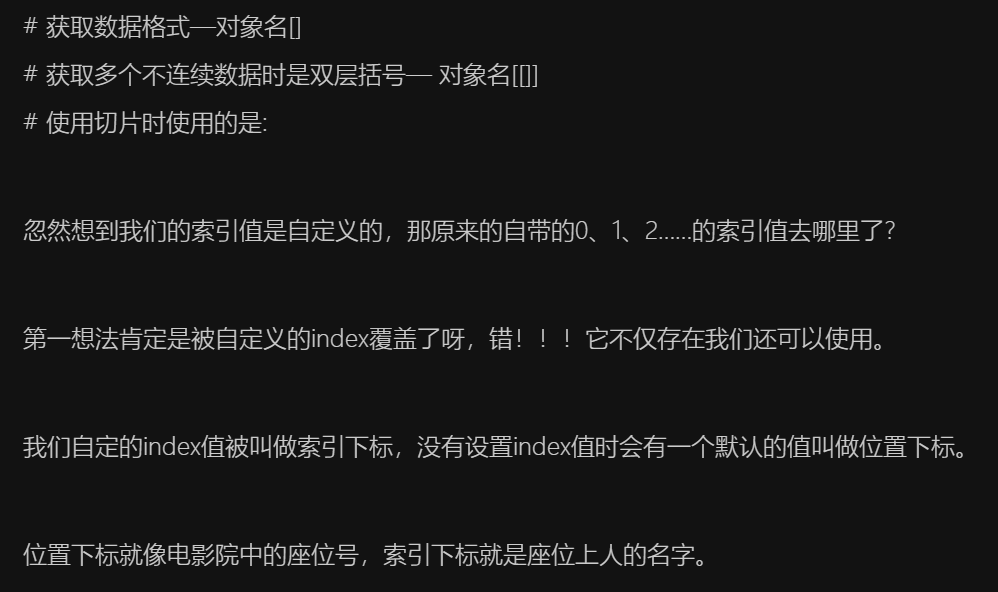 # 获取数据格式—对象名[]
# 获取多个不连续数据时是双层括号— 对象名[[]]
# 使用切片时使用的是:
忽然想到我们的索引值是自定义的，那原来的自带的0、1、2……的索引值去哪里了？
第一想法肯定是被自定义的index覆盖了呀，错！！！它不仅存在我们还可以使用。
我们自定的index值被叫做索引下标，没有设置index值时会有一个默认的值叫做位置下标。
位置下标就像电影院中的座位号，索引下标就是座位上人的名字。